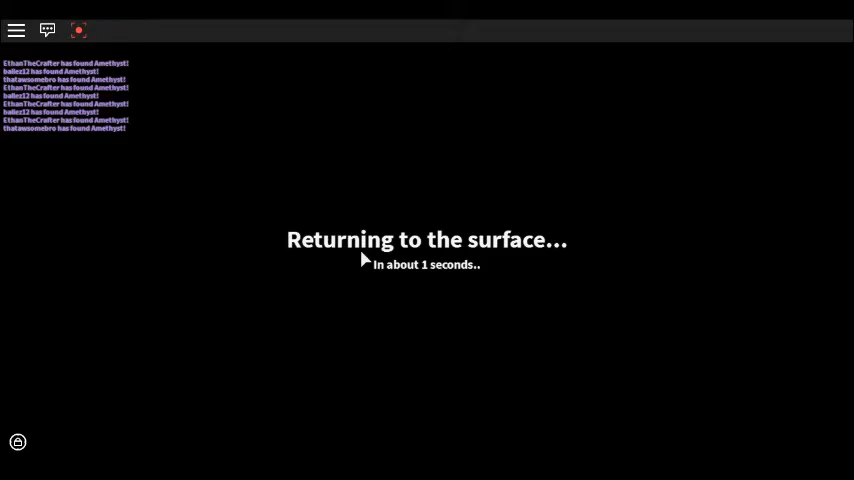 EthanTheCrafter has found Amethyst!
ballez12 has found Amethyst!
thatawsomebro has found Amethyst!
EthanTheCrafter has found Amethyst!
ballez12 has found Amethyst!
EthanTheCrafter has found Amethyst!
ballez12 has found Amethyst!
EthanTheCrafter has found Amethyst!
thatawsomebro has found Amethyst!
Returning to the surface...
In about 1 seconds..